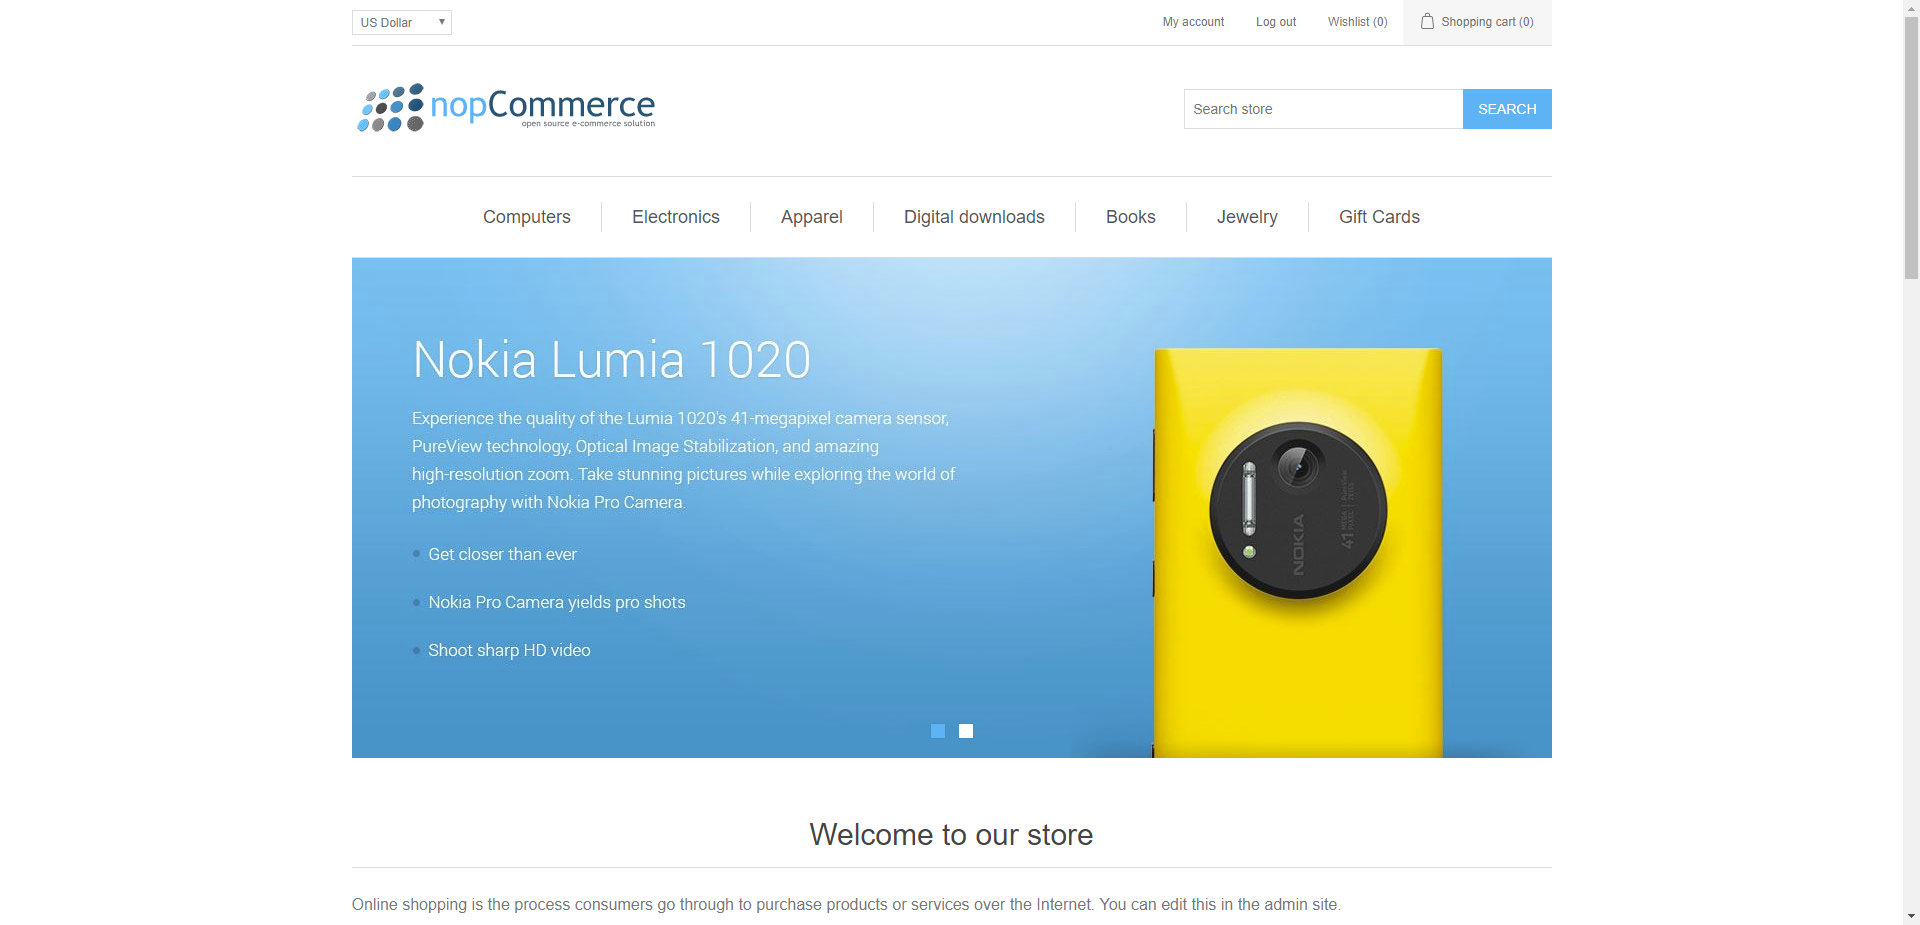 US Dollar
My account
Log out
Wishlist (0)
Shopping cart (0)
nopCommerce
open source e-commerce solution
Search store
SEARCH
Computers
Electronics
Apparel
Digital downloads
Books
Jewelry
Gift Cards
Nokia Lumia 1020
Experience the quality of the Lumia 1020's 41-megapixel camera sensor,
PureView technology, Optical Image Stabilization, and amazing
high-resolution zoom. Take stunning pictures while exploring the world of
photography with Nokia Pro Camera.
Get closer than ever
Nokia Pro Camera yields pro shots
Shoot sharp HD video
NOKIA
41 MEGA PIXEL
PureView
Welcome to our store
Online shopping is the process consumers go through to purchase products or services over the Internet. You can edit this in the admin site.